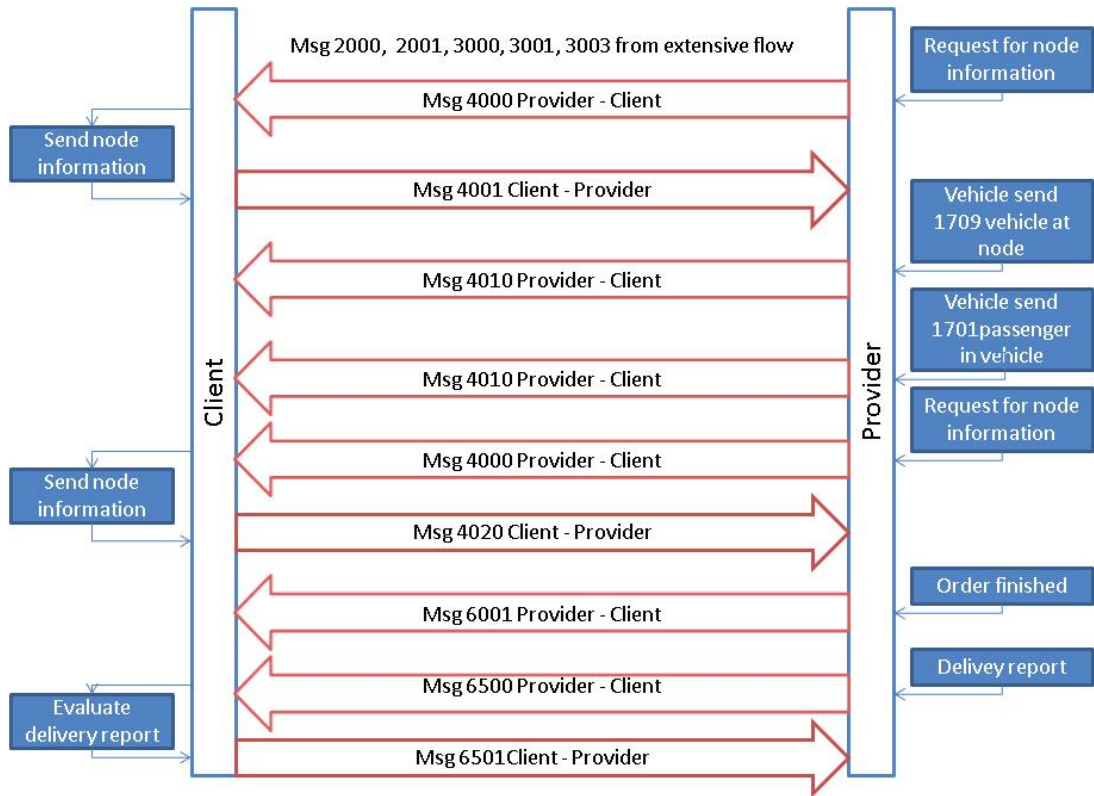 Msg 2000, 2001, 3000, 3001, 3003 from extensive flow
Request for node
information
Msg 4000 Provider - Client
Send node
information
Msg 4001 Client - Provider
Vehicle send
1709 vehicle at
node
Msg 4010 Provider - Client
Vehicle send
1701passenger
in vehicle
Client
Provider
Msg 4010 Provider - Client
Request for node
information
Msg 4000 Provider - Client
Send node
information
Msg 4020 Client - Provider
Order finished
Msg 6001 Provider - Client
Delivey report
Msg 6500 Provider - Client
Evaluate
delivery report
Msg 6501Client - Provider